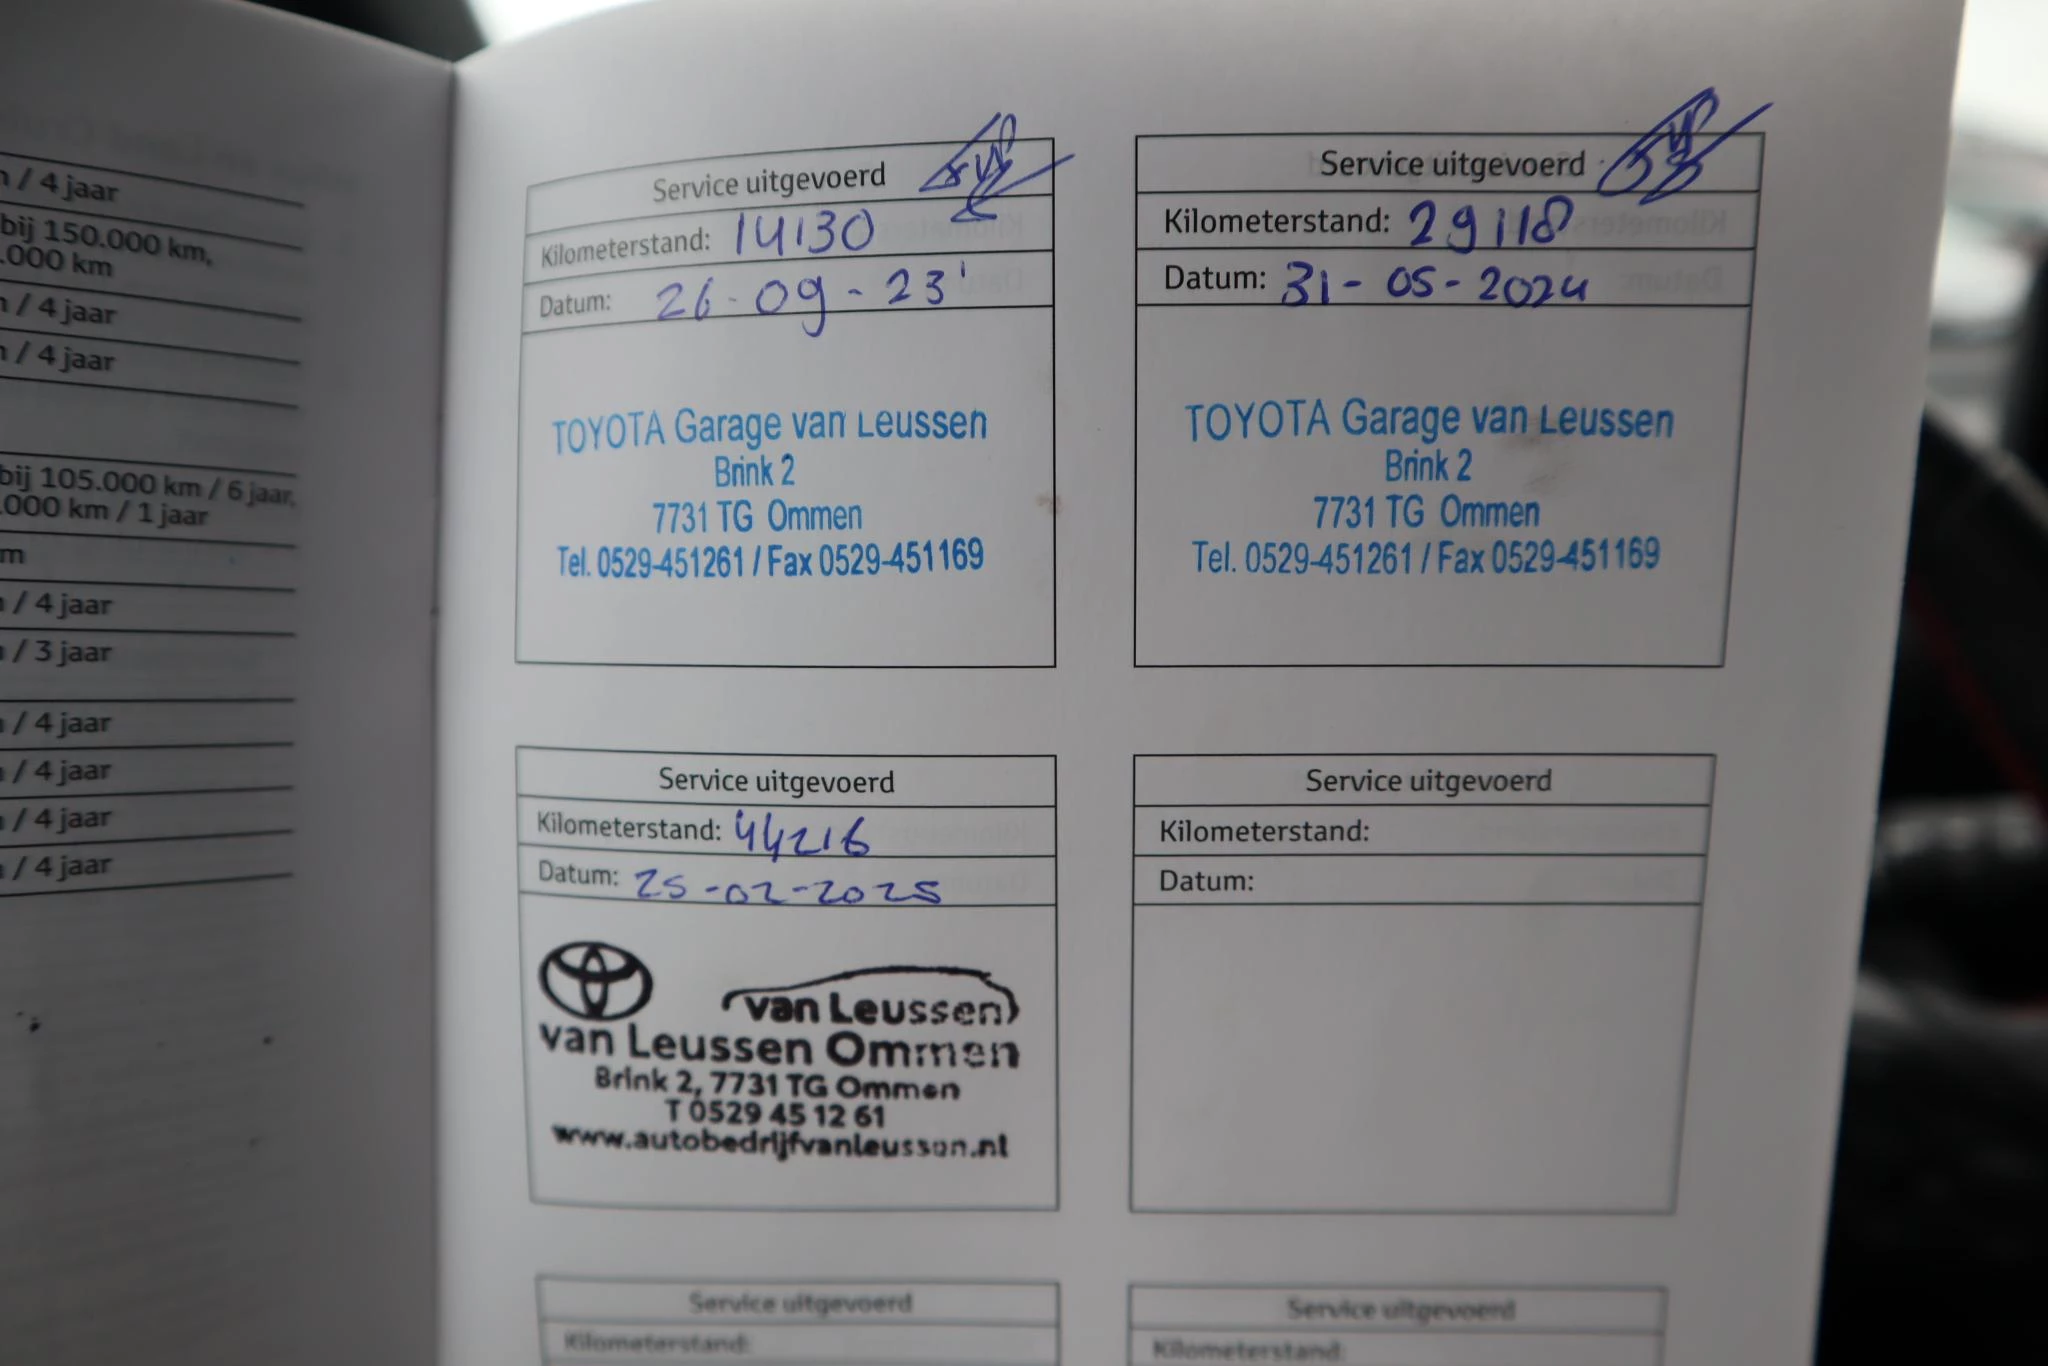 / 4 jaar
bij 150.000 km,
.000 km
/ 4 jaar
/ 4 jaar
bij 105.000 km / 6 jaar,
.000 km / 1 jaar
m
/ 4 jaar
/ 3 jaar
/ 4 jaar
/ 4 jaar
/ 4 jaar
/ 4 jaar
Service uitgevoerd
Kilometerstand: 14130
Datum: 26-09-23'
TOYOTA Garage van Leussen
Brink 2
7731 TG Ommen
Tel. 0529-451261 / Fax 0529-451169
Service uitgevoerd
Kilometerstand: 29118
Datum: 31-05-2024
TOYOTA Garage van Leussen
Brink 2
7731 TG Ommen
Tel. 0529-451261 / Fax 0529-451169
Service uitgevoerd
Kilometerstand: 44216
Datum: 25-02-2025
van Leussen
van Leussen Ommen
Brink 2, 7731 TG Ommen
T 0529 45 12 61
www.autobedrijfvanleussen.nl
Service uitgevoerd
Kilometerstand:
Datum:
Service uitgevoerd
Kilometerstand:
Service uitgevoerd
Kilometerstand: